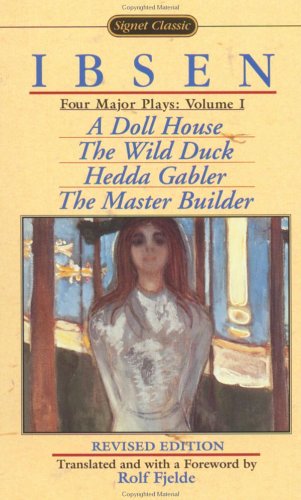 Signet Classic
IBSEN
Four Major Plays: Volume I
A Doll House
The Wild Duck
Hedda Gabler
The Master Builder
REVISED EDITION
Translated and with a Foreword by
Rolf Fjelde